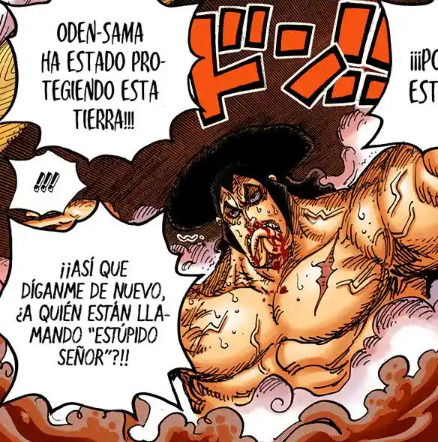 ODEN-SAMA
HA ESTADO PRO-
TEGIENDO ESTA
TIERRA!!!
ドン!!
¡¡¡PO
EST
!!!
¡¡ASÍ QUE
DÍGANME DE NUEVO,
¿A QUIÉN ESTÁN LLA-
MANDO "ESTÚPIDO
SEÑOR"?!!